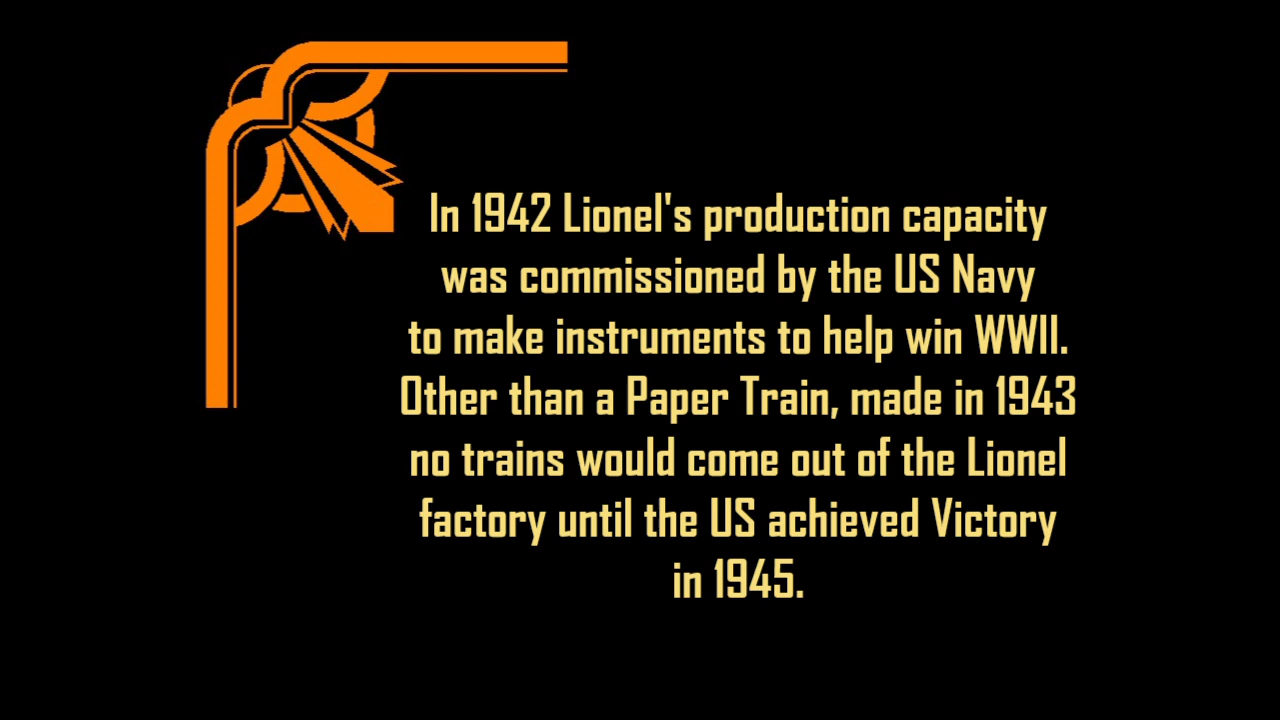 In 1942 Lionel's production capacity
was commissioned by the US Navy
to make instruments to help win WWII.
Other than a Paper Train, made in 1943
no trains would come out of the Lionel
factory until the US achieved Victory
in 1945.